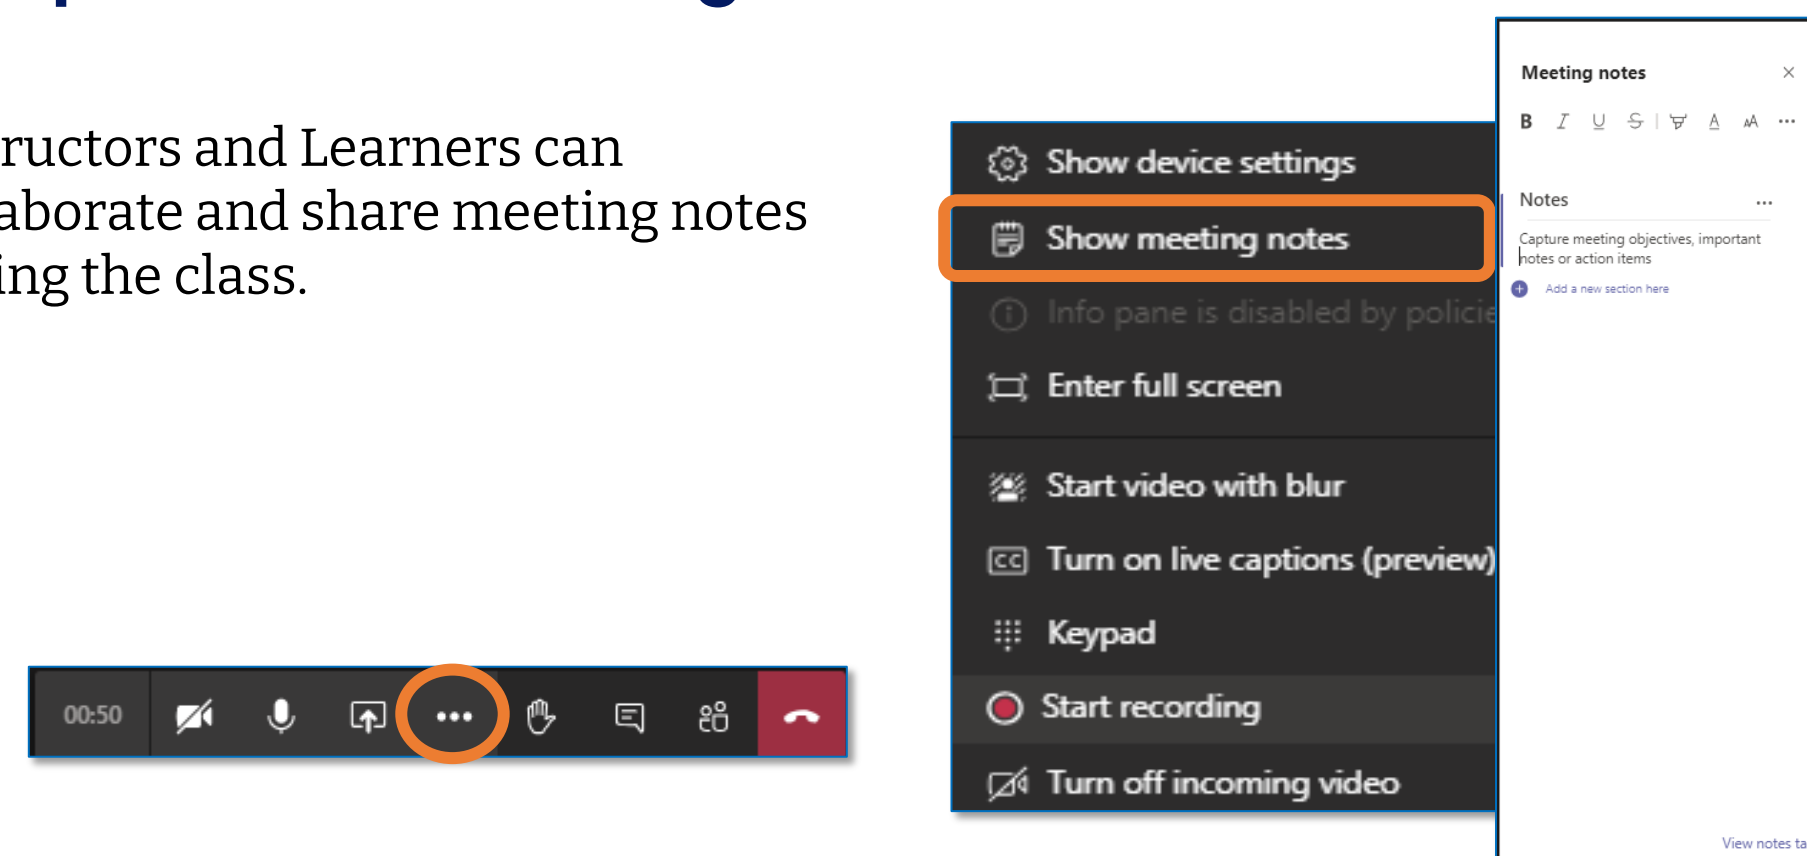 ructors and Learners can
aborate and share meeting notes
ing the class.
00:50
Show device settings
Show meeting notes
Info pane is disabled by policie
Enter full screen
Start video with blur
CC Turn on live captions (preview)
Keypad
Start recording
Turn off incoming video
Meeting notes
B I U S A AA
Notes
Capture meeting objectives, important
notes or action items
Add a new section here
View notes ta